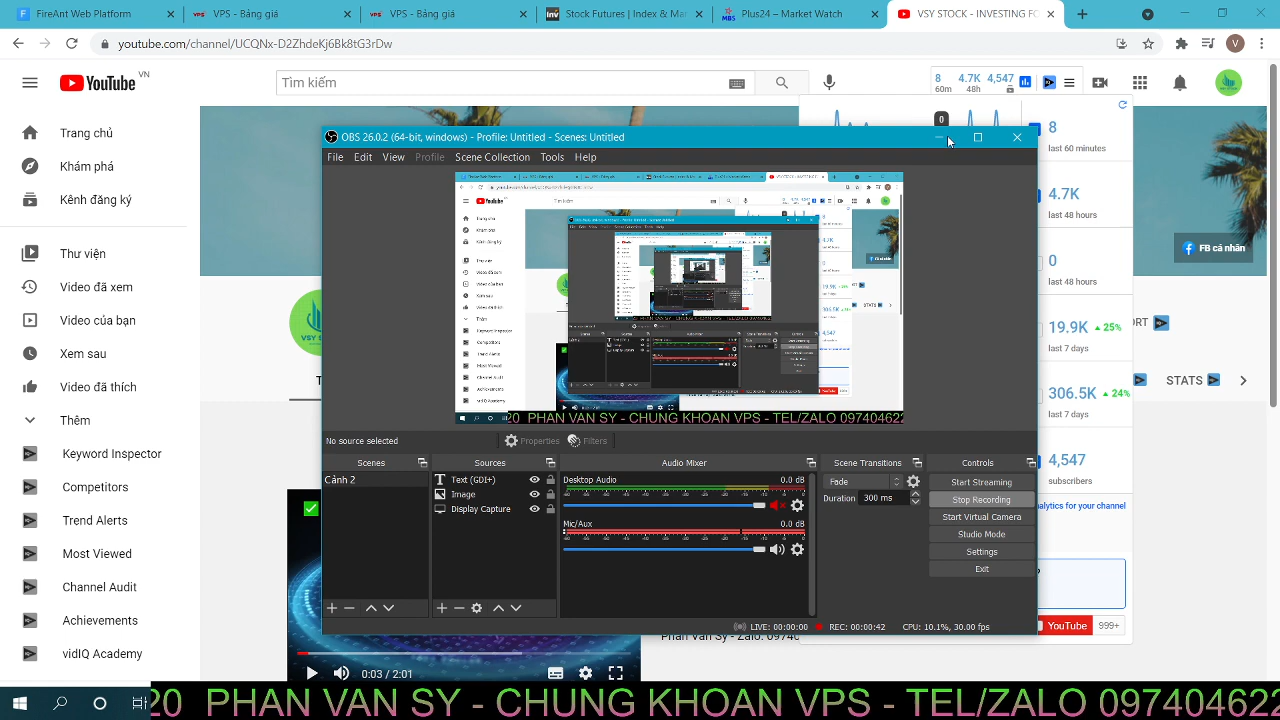 FireAnt Web Platform
VPS - Bảng giá
VPS - Bảng giá
Stock Futures | Index & Mar
Plus24 – Market Watch
VSY STOCK - INVESTING FO
youtube.com/channel/UCQNx-D2ZhdeKj6Bk8tG3rDw
V
YouTube VN
Tìm kiếm
8 60m
4.7K 48h
4,547
Trang chủ
Khám phá
Kênh đăng ký
Thư viện
Video đã xem
Video của
Xem sau
Video đã thích
Thêm
Keyword Inspector
Competitors
Trend Alerts
Most Viewed
Channel Audit
Achievements
vidIQ Academy
OBS 26.0.2 (64-bit, windows) - Profile: Untitled - Scenes: Untitled
File Edit View Profile Scene Collection Tools Help
20 PHAN VAN SY - CHUNG KHOAN VPS - TEL/ZALO 097404622
No source selected
Properties
Filters
Scenes
Cảnh 2
Sources
Text (GDI+)
Image
Display Capture
Audio Mixer
Desktop Audio 0.0 dB
Mic/Aux 0.0 dB
Scene Transitions
Fade
Duration 300 ms
Controls
Start Streaming
Stop Recording
Start Virtual Camera
Studio Mode
Settings
Exit
LIVE: 00:00:00
REC: 00:00:42
CPU: 10.1%, 30.00 fps
0
8
last 60 minutes
4.7K
last 48 hours
0
last 48 hours
19.9K 25%
last 7 days
306.5K 24%
last 7 days
4,547
subscribers
alytics for your channel
YouTube 999+
FB cá nhân
STATS
VSY S
0:03 / 2:01
Phan Van Sy - Zalo: 0974
20 PHAN VAN SY - CHUNG KHOAN VPS - TEL/ZALO 097404622